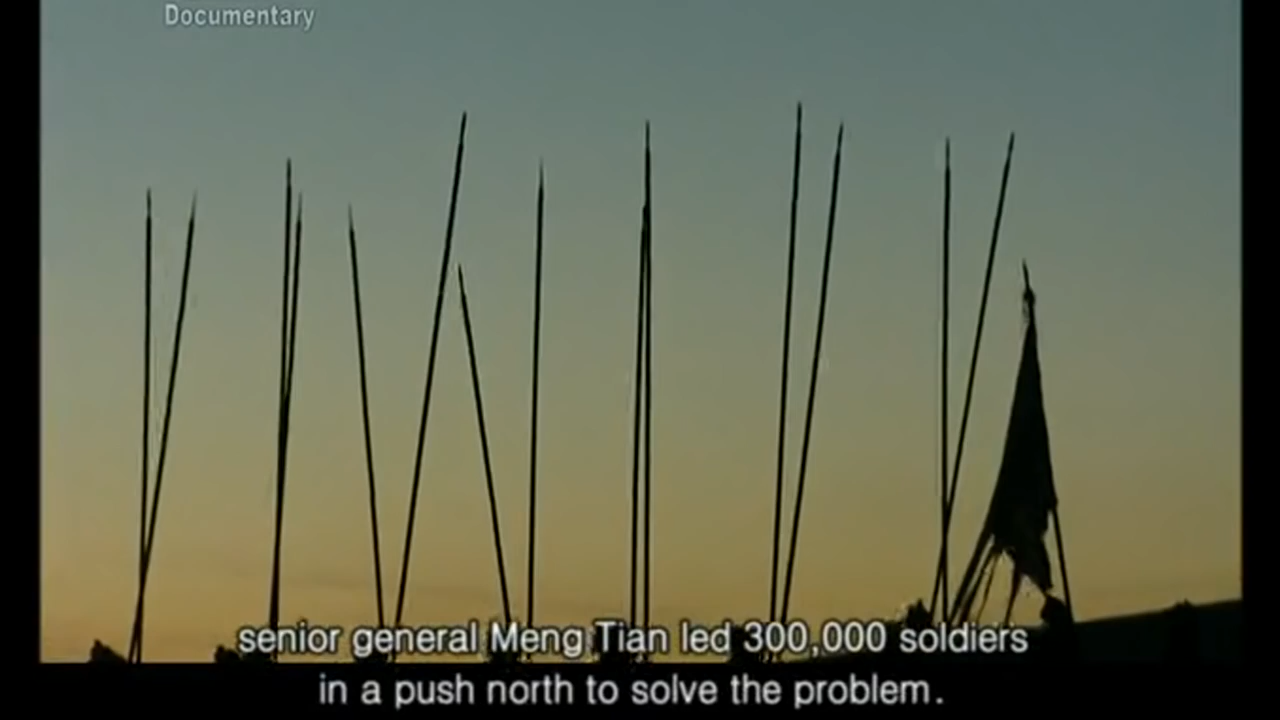 Documentary
senior general Meng Tian led 300,000 soldiers
in a push north to solve the problem.